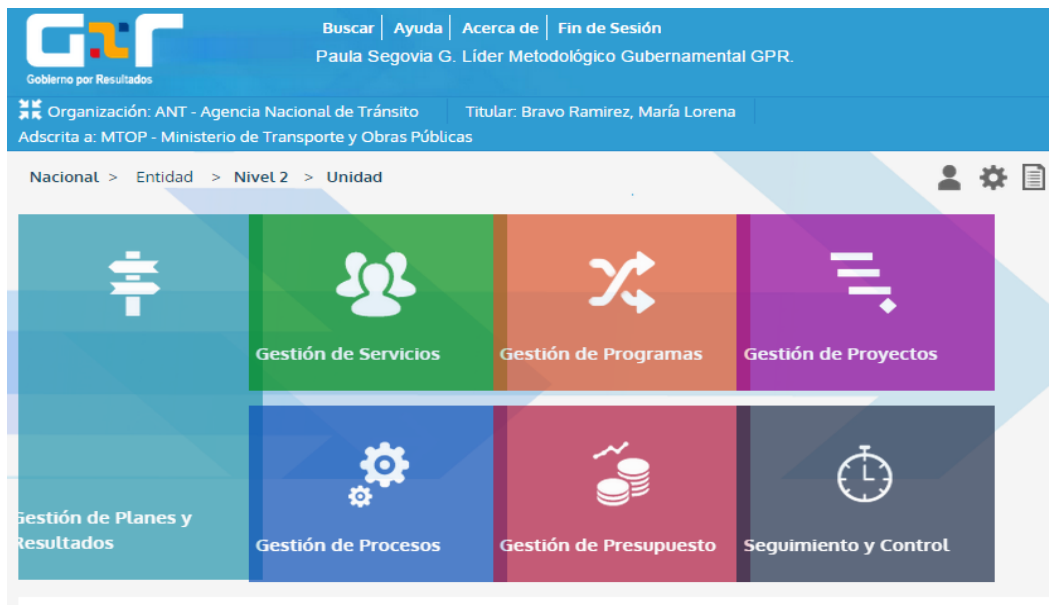 GPR
Gobierno por Resultados
Buscar | Ayuda | Acerca de | Fin de Sesión
Paula Segovia G. Líder Metodológico Gubernamental GPR.
Organización: ANT - Agencia Nacional de Tránsito Titular: Bravo Ramirez, María Lorena
Adscrita a: MTOP - Ministerio de Transporte y Obras Públicas
Nacional > Entidad > Nivel 2 > Unidad
Gestión de Servicios
Gestión de Programas
Gestión de Proyectos
Gestión de Planes y
Resultados
Gestión de Procesos
Gestión de Presupuesto
Seguimiento y Control